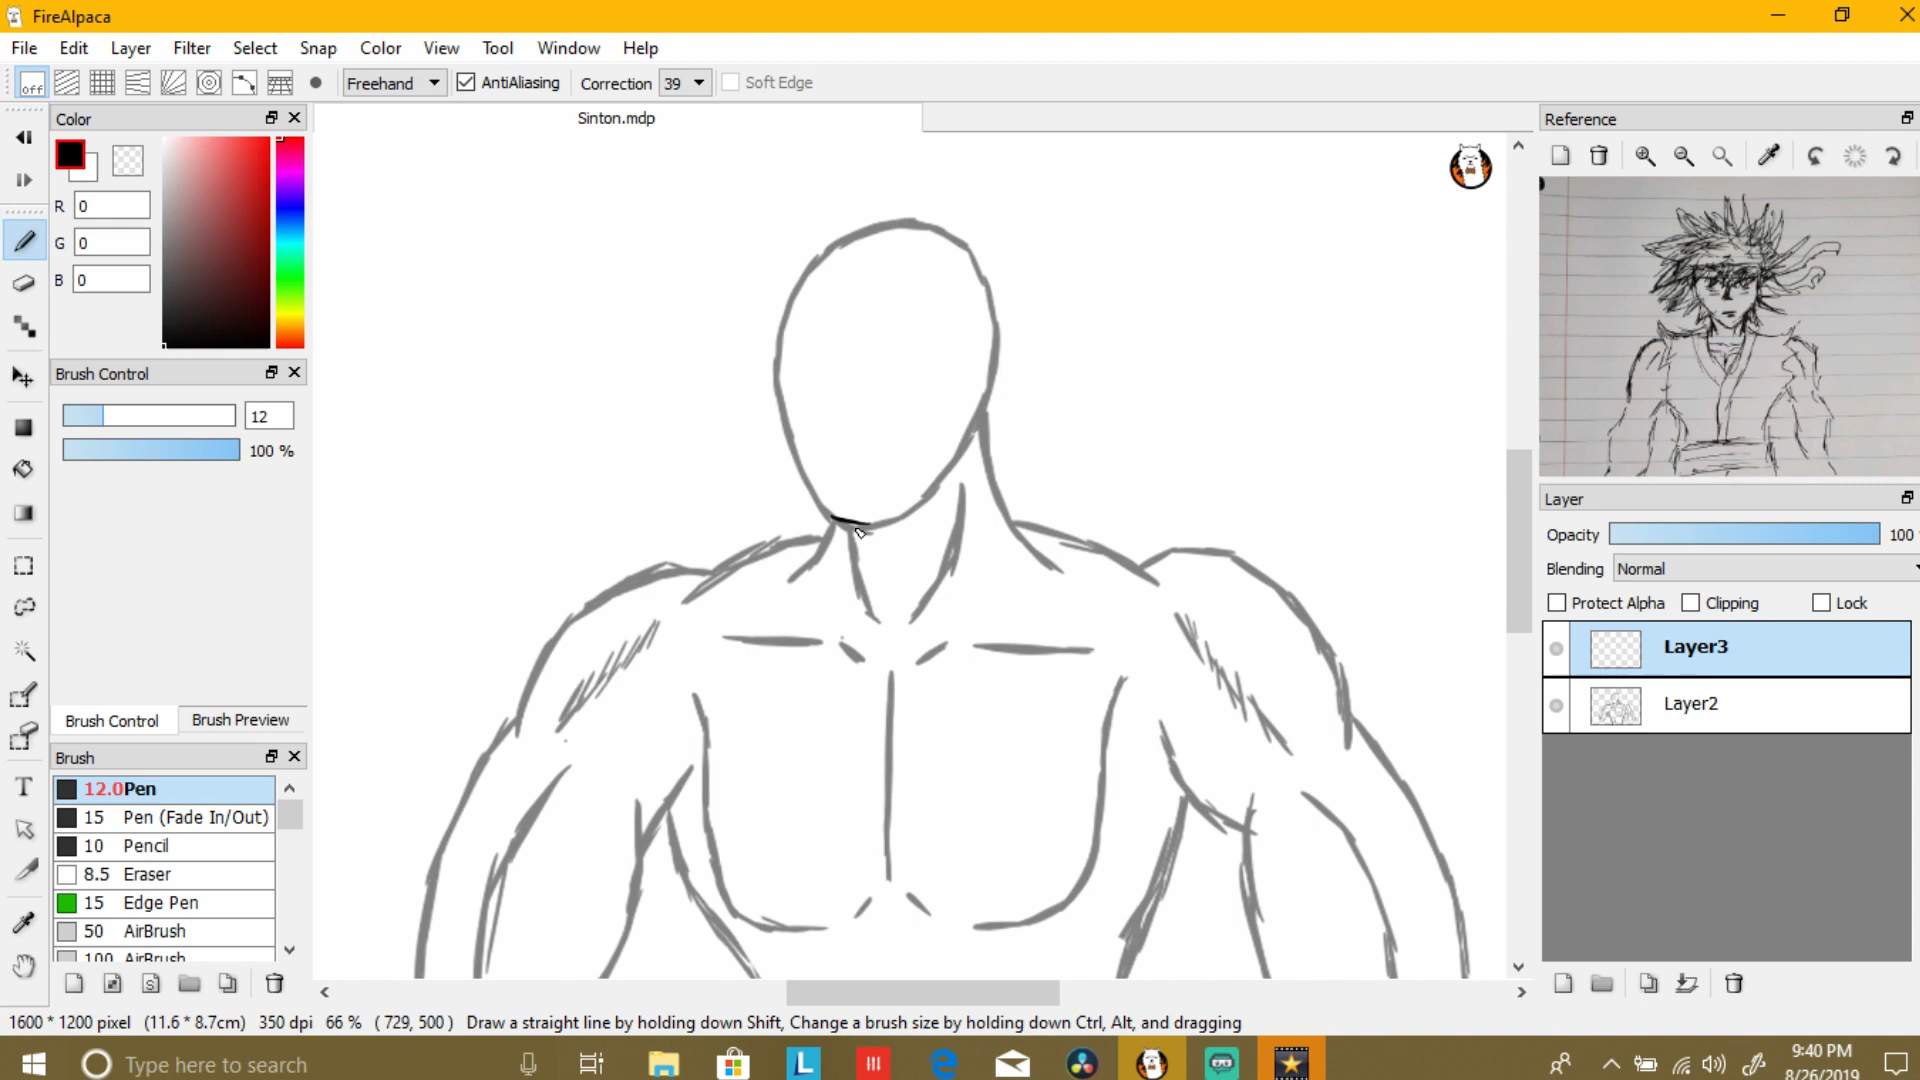 FireAlpaca
File Edit Layer Filter Select Snap Color View Tool Window Help
off Freehand AntiAliasing Correction 39 Soft Edge
Color
Sinton.mdp
Reference
R 0
G 0
B 0
Brush Control
12
100 %
Brush Control Brush Preview
Brush
12.0 Pen
15 Pen (Fade In/Out)
10 Pencil
8.5 Eraser
15 Edge Pen
50 AirBrush
100 AirBrush
T
Layer
Opacity 100
Blending Normal
Protect Alpha Clipping Lock
Layer3
Layer2
1600 * 1200 pixel (11.6 * 8.7cm) 350 dpi 66 % ( 729, 500 ) Draw a straight line by holding down Shift, Change a brush size by holding down Ctrl, Alt, and dragging
Type here to search
L
9:40 PM
8/26/2019